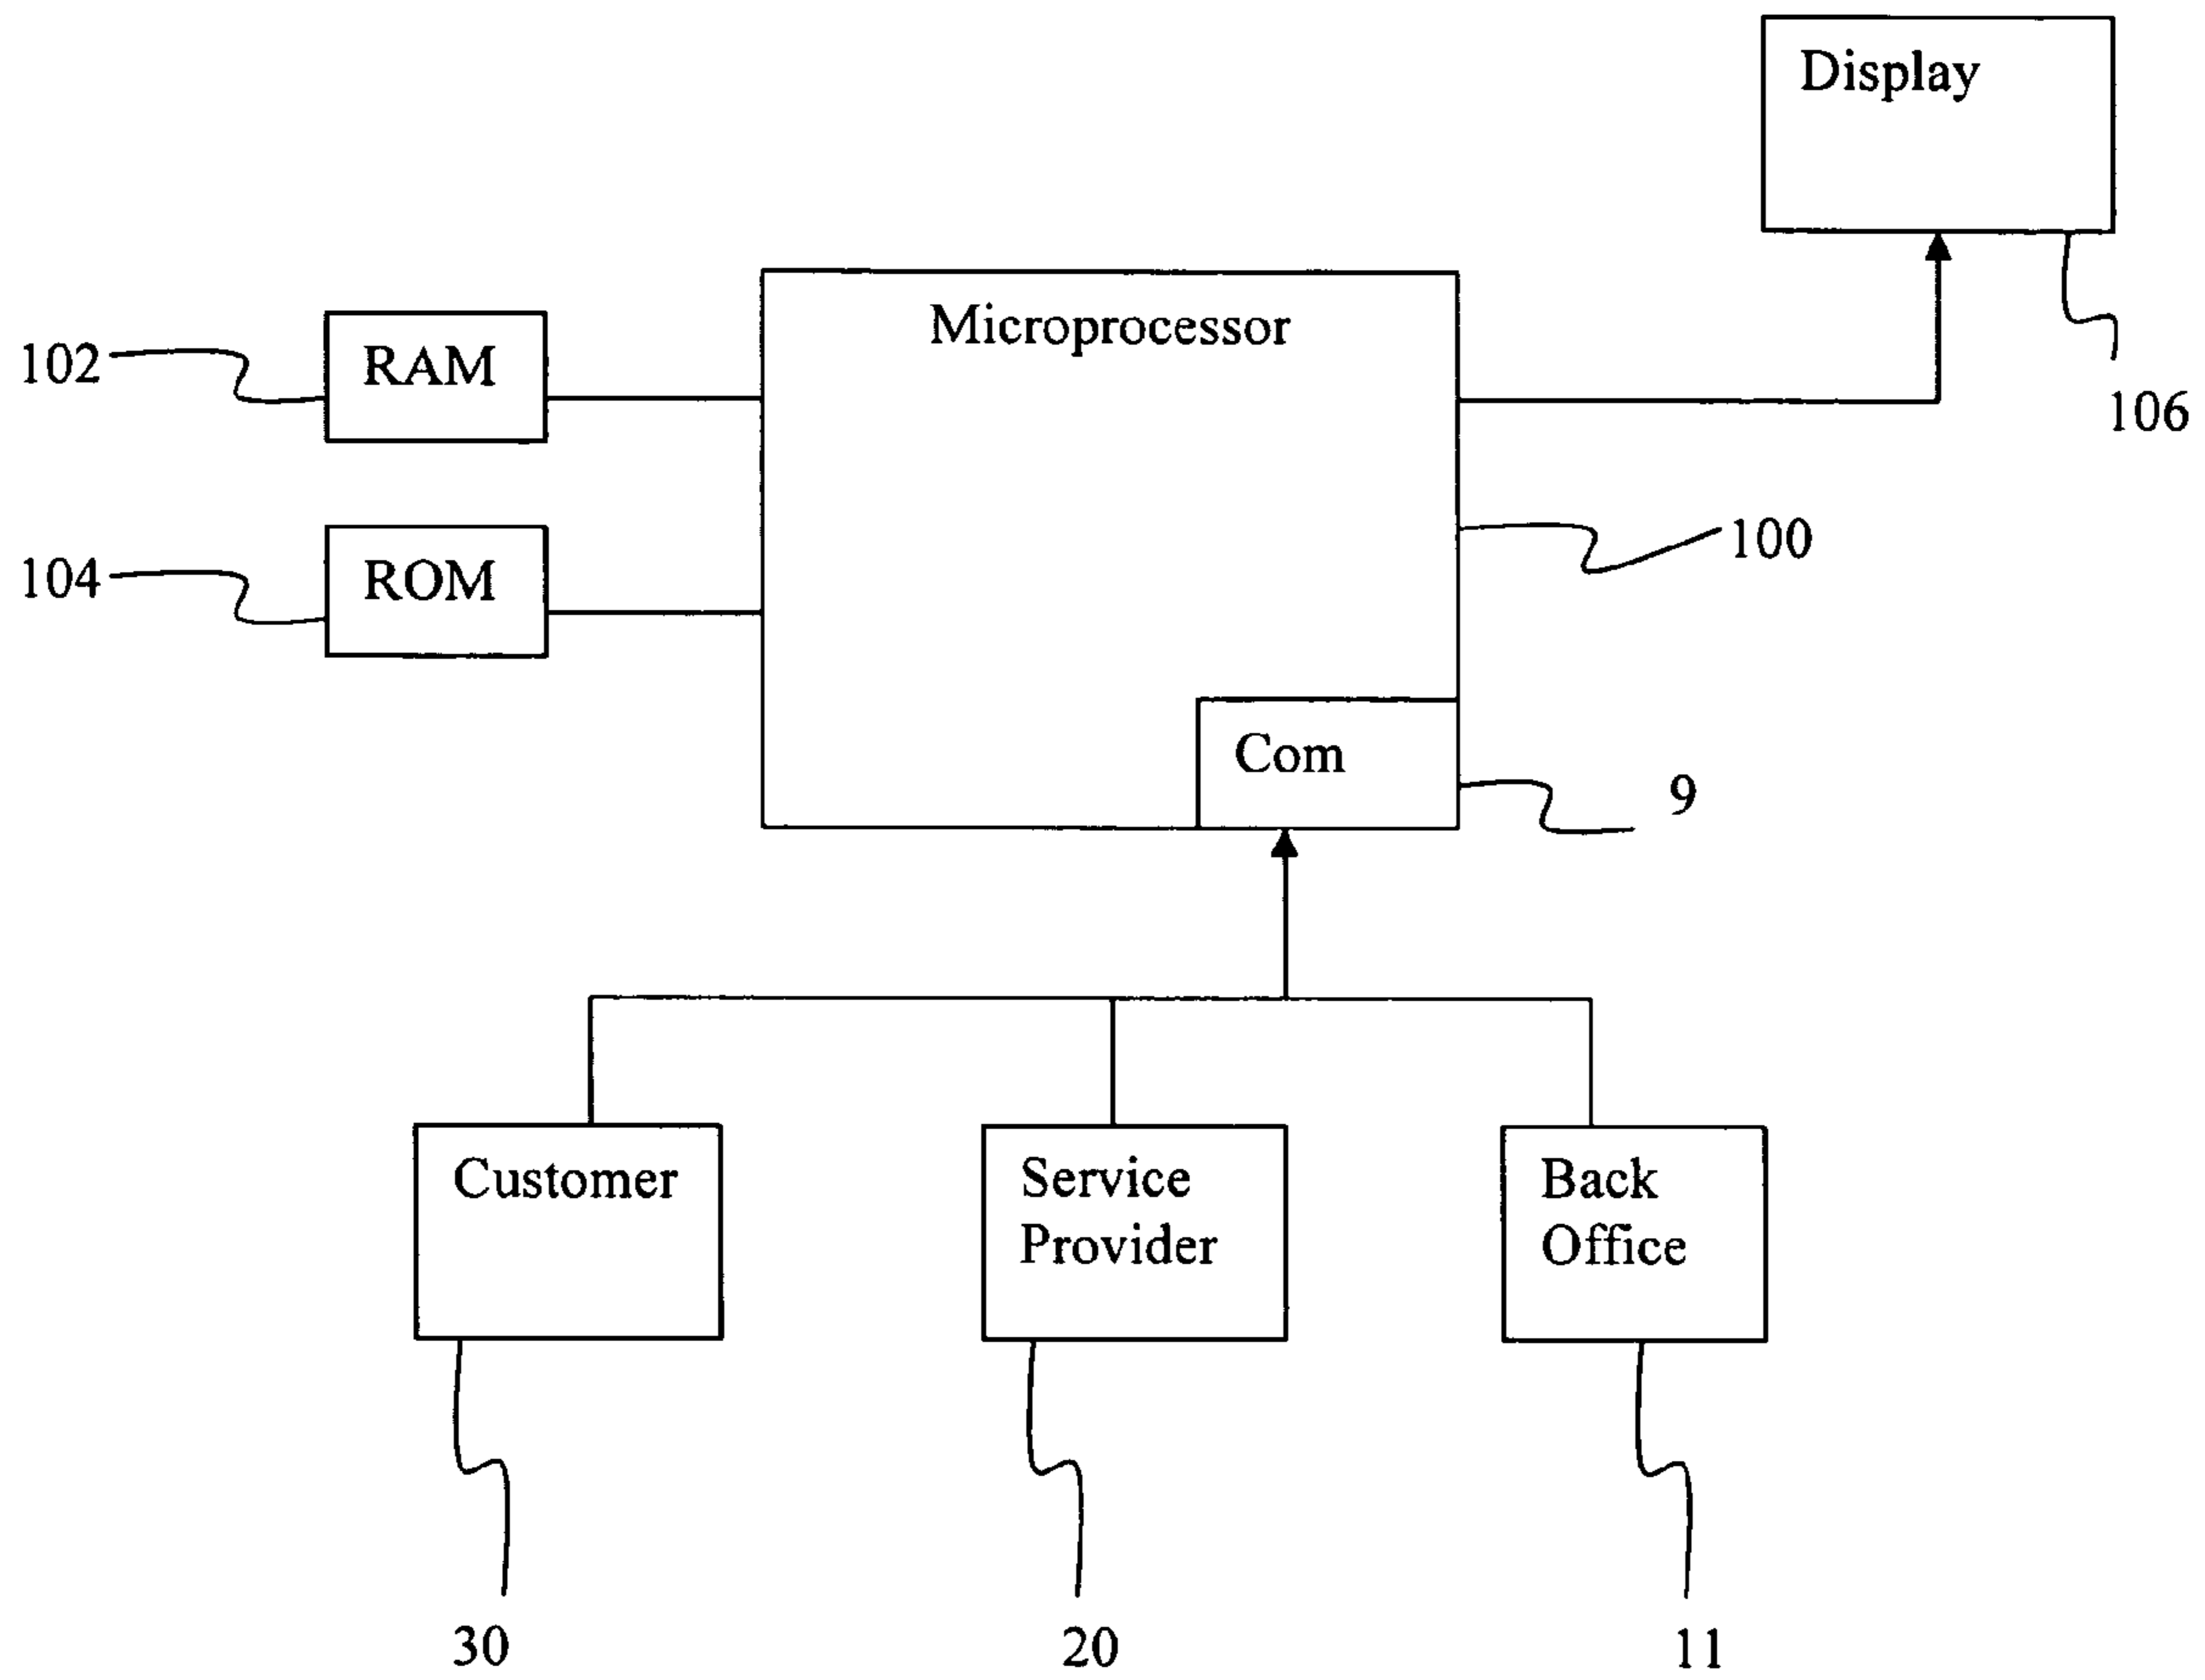 Display
Microprocessor
102
RAM
106
100
104
ROM
Com
9
Customer
Service
Provider
Back
Office
30
20
11